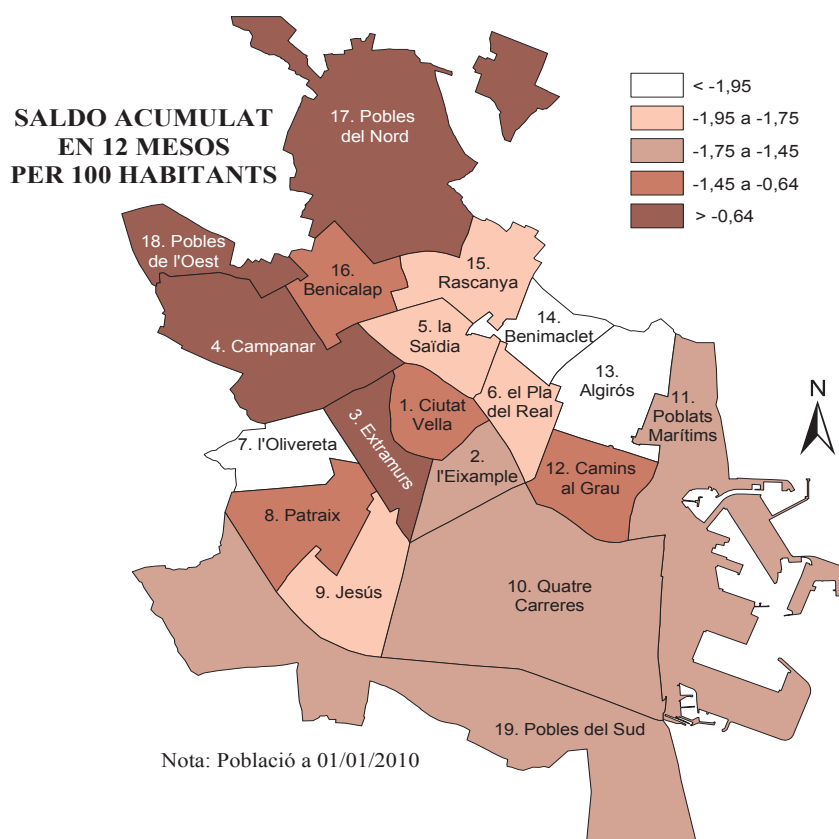 SALDO ACUMULAT
EN 12 MESOS
PER 100 HABITANTS
< -1,95
-1,95 a -1,75
-1,75 a -1,45
-1,45 a -0,64
> -0,64
17. Pobles
del Nord
18. Pobles
de l'Oest
16.
Benicalap
15.
Rascanya
14.
Benimaclet
5. la
Saïdia
4. Campanar
13.
Algirós
6. el Pla
del Real
11.
Poblats
Marítims
N
1. Ciutat
Vella
3. Extramurs
7. l'Olivereta
2.
l'Eixample
12. Camins
al Grau
8. Patraix
9. Jesús
10. Quatre
Carreres
19. Pobles del Sud
Nota: Població a 01/01/2010